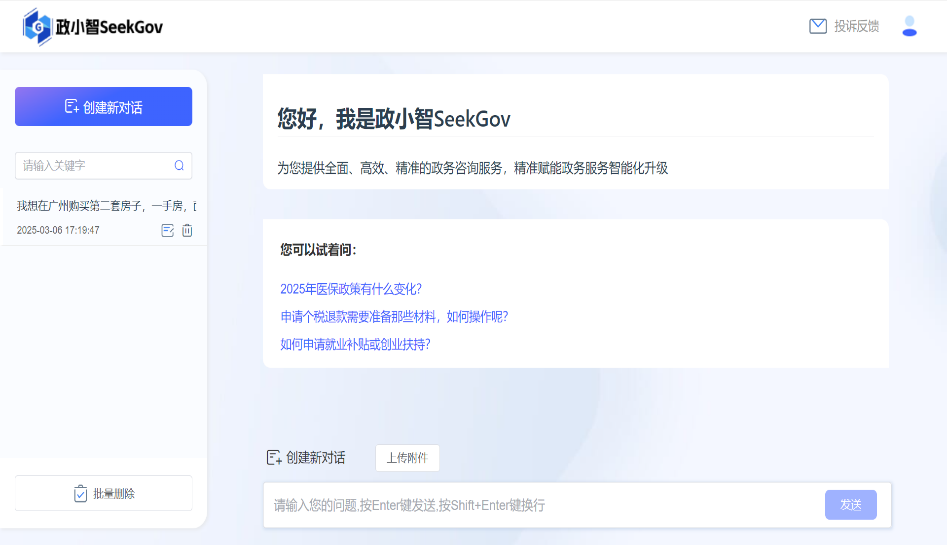 政小智SeekGov
投诉反馈
创建新对话
请输入关键字
我想在广州购买第二套房子，一手房，
2025-03-06 17:19:47
批量删除
您好，我是政小智SeekGov
为您提供全面、高效、精准的政务咨询服务，精准赋能政务服务智能化升级
您可以试着问：
2025年医保政策有什么变化？
申请个税退款需要准备那些材料，如何操作呢？
如何申请就业补贴或创业扶持？
创建新对话
上传附件
请输入您的问题,按Enter键发送,按Shift+Enter键换行
发送